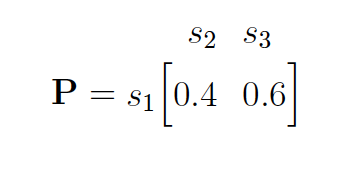 s₂ s₃
P = s₁ [0.4 0.6]